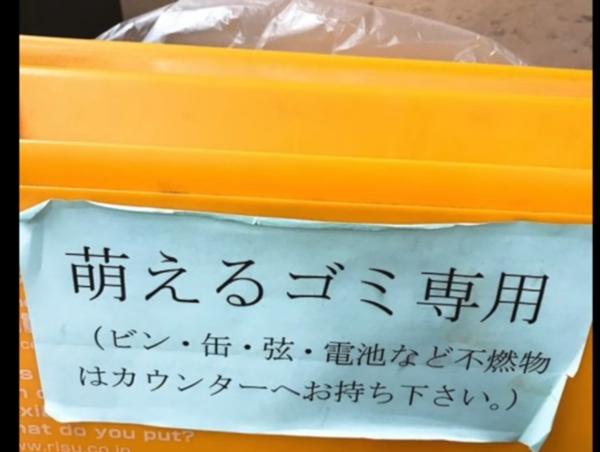 萌えるゴミ専用
(ビン・缶・弦・電池など不燃物
はカウンターへお持ち下さい。)
hat do you put?
www.risu.co.jp